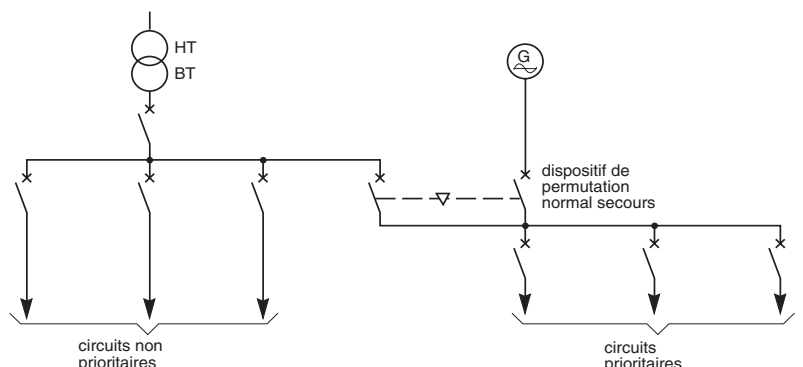 HT
BT
G
dispositif de
permutation
normal secours
circuits non
prioritaires
circuits
prioritaires